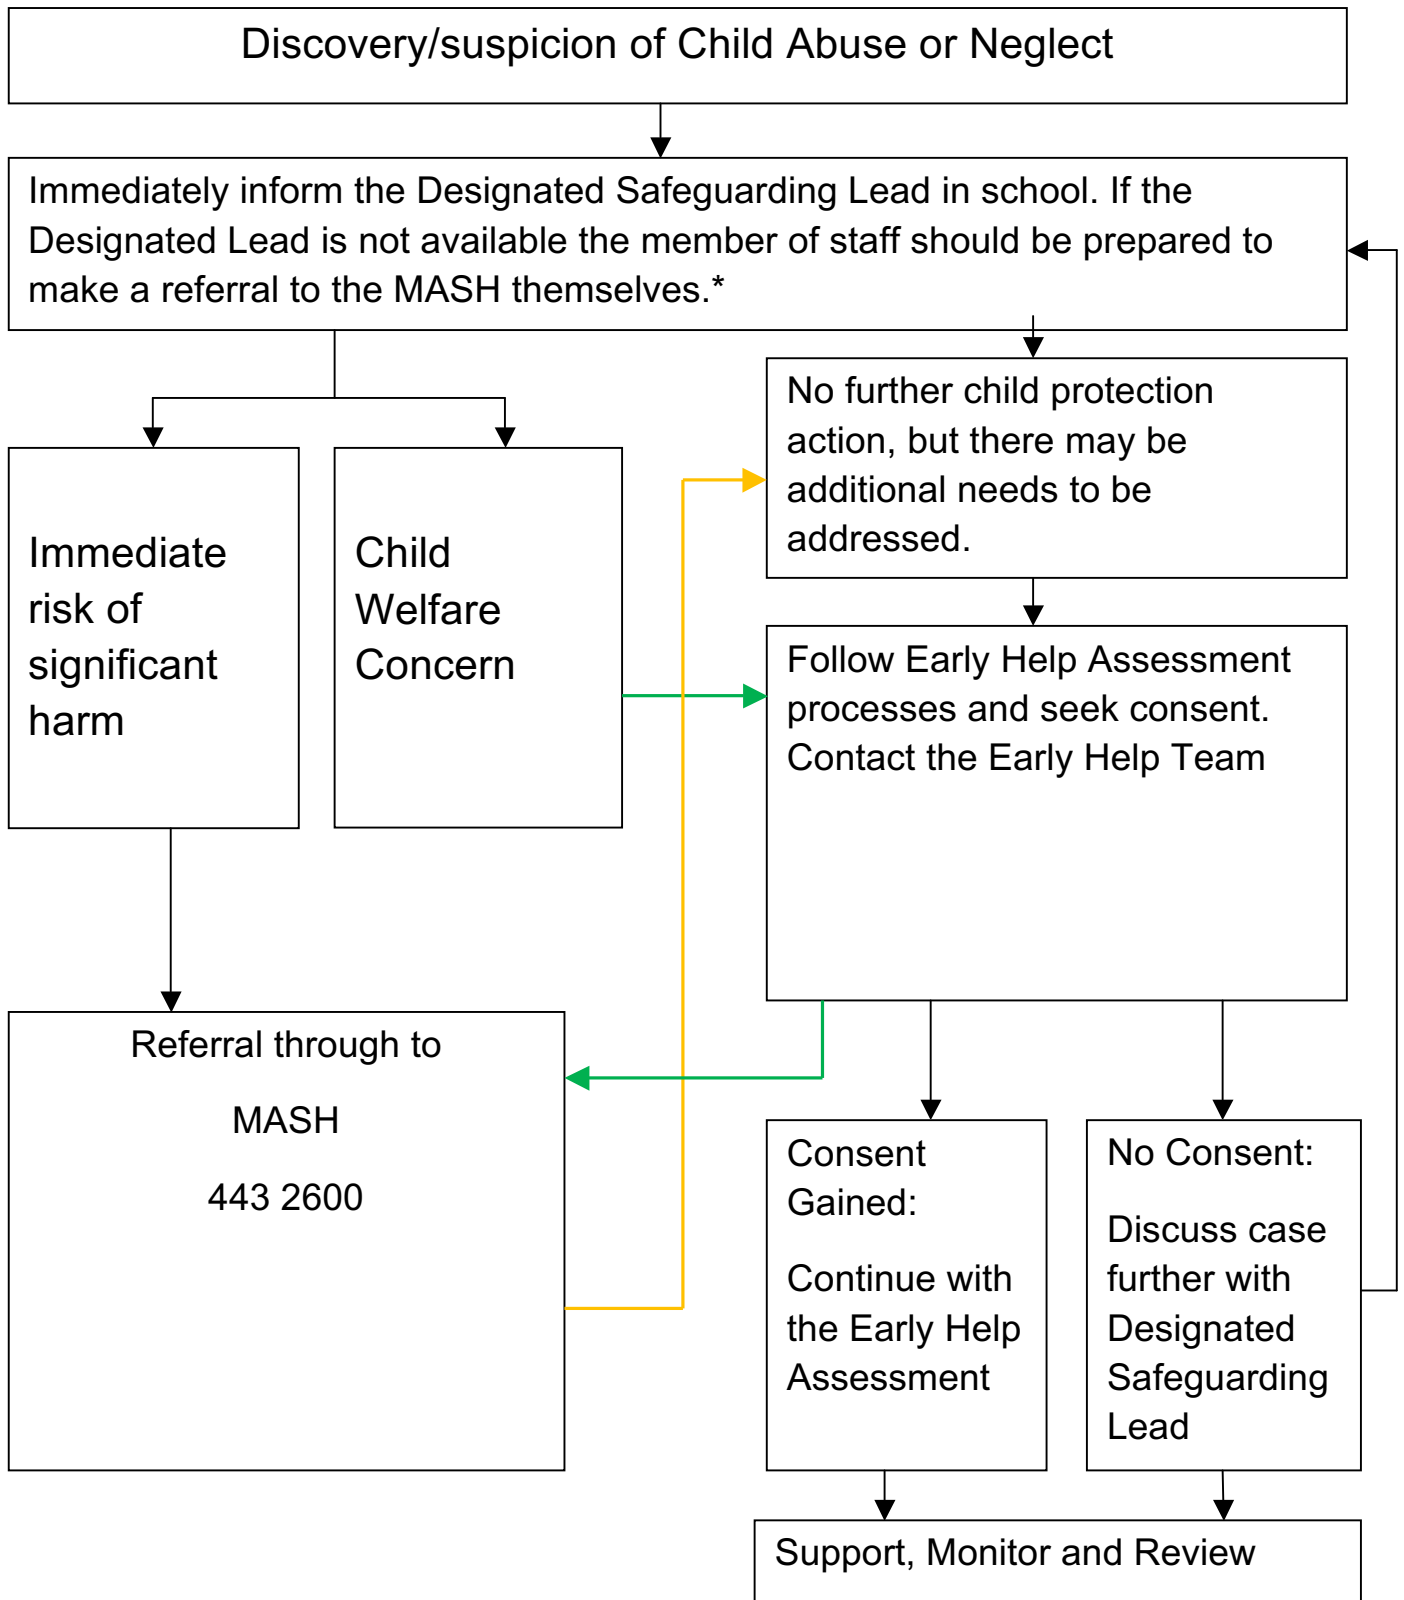 Discovery/suspicion of Child Abuse or Neglect
Immediately inform the Designated Safeguarding Lead in school. If the
Designated Lead is not available the member of staff should be prepared to
make a referral to the MASH themselves.*
No further child protection
action, but there may be
additional needs to be
addressed.
Immediate
risk of
significant
harm
Child
Welfare
Concern
Follow Early Help Assessment
processes and seek consent.
Contact the Early Help Team
Referral through to
MASH
443 2600
Consent
Gained:
Continue with
the Early Help
Assessment
No Consent:
Discuss case
further with
Designated
Safeguarding
Lead
Support, Monitor and Review